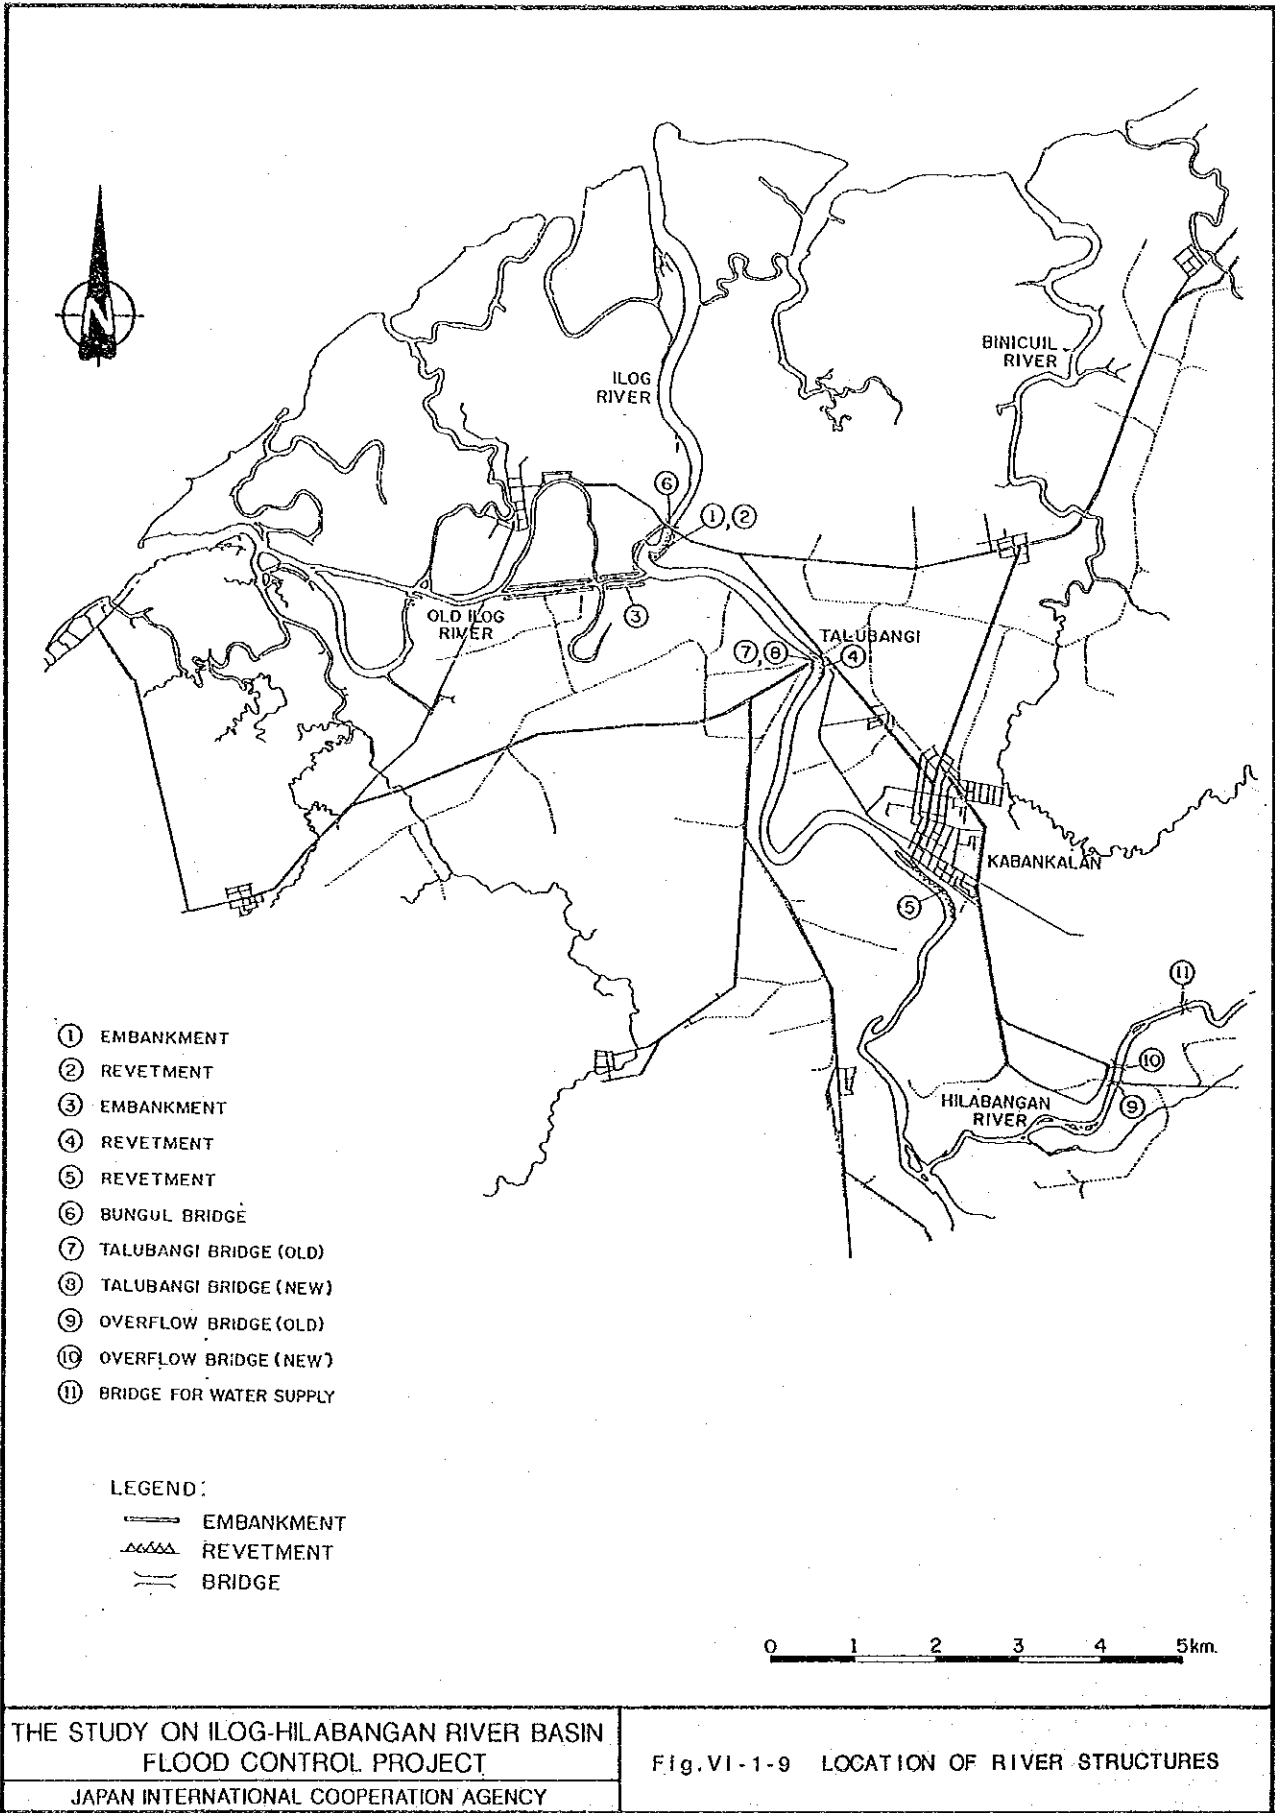 N
ILOG
RIVER
BINICUIL
RIVER
⑥
①,②
OLD ILOG
RIVER
③
TALUBANGI
⑦,⑧
④
KABANKALAN
⑤
⑪
⑩
HILABANGAN
RIVER
⑨
① EMBANKMENT
② REVETMENT
③ EMBANKMENT
④ REVETMENT
⑤ REVETMENT
⑥ BUNGUL BRIDGE
⑦ TALUBANGI BRIDGE (OLD)
⑧ TALUBANGI BRIDGE (NEW)
⑨ OVERFLOW BRIDGE (OLD)
⑩ OVERFLOW BRIDGE (NEW)
⑪ BRIDGE FOR WATER SUPPLY
LEGEND:
EMBANKMENT
REVETMENT
BRIDGE
0 1 2 3 4 5km.
THE STUDY ON ILOG-HILABANGAN RIVER BASIN
FLOOD CONTROL PROJECT
JAPAN INTERNATIONAL COOPERATION AGENCY
Fig.VI-1-9 LOCATION OF RIVER STRUCTURES